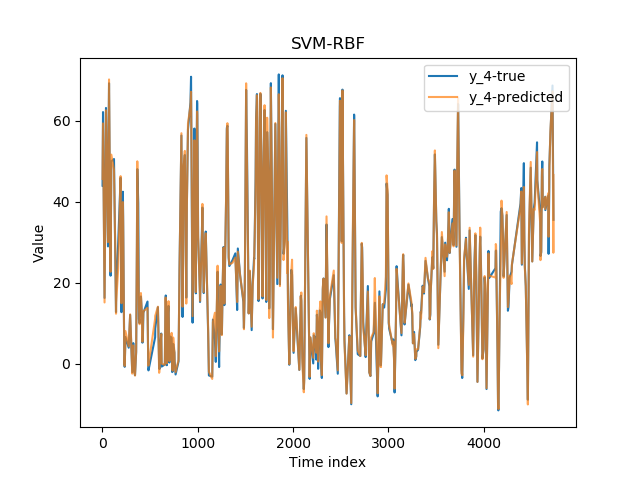 SVM-RBF
y_4-true
y_4-predicted
60
40
20
0
Value
0 1000 2000 3000 4000
Time index